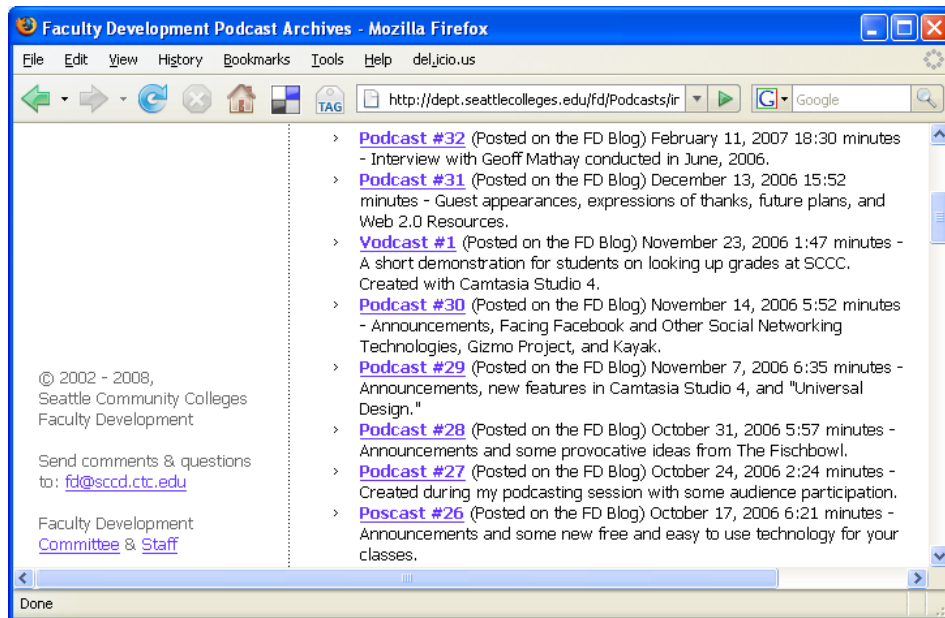 Faculty Development Podcast Archives - Mozilla Firefox
File Edit View History Bookmarks Tools Help del.icio.us
TAG http://dept.seattlecolleges.edu/fd/Podcasts/ir G Google
Podcast #32 (Posted on the FD Blog) February 11, 2007 18:30 minutes
- Interview with Geoff Mathay conducted in June, 2006.
Podcast #31 (Posted on the FD Blog) December 13, 2006 15:52
minutes - Guest appearances, expressions of thanks, future plans, and
Web 2.0 Resources.
Vodcast #1 (Posted on the FD Blog) November 23, 2006 1:47 minutes -
A short demonstration for students on looking up grades at SCCC.
Created with Camtasia Studio 4.
Podcast #30 (Posted on the FD Blog) November 14, 2006 5:52 minutes
- Announcements, Facing Facebook and Other Social Networking
Technologies, Gizmo Project, and Kayak.
Podcast #29 (Posted on the FD Blog) November 7, 2006 6:35 minutes -
Announcements, new features in Camtasia Studio 4, and "Universal
Design."
Podcast #28 (Posted on the FD Blog) October 31, 2006 5:57 minutes -
Announcements and some provocative ideas from The Fischbowl.
Podcast #27 (Posted on the FD Blog) October 24, 2006 2:24 minutes -
Created during my podcasting session with some audience participation.
Poscast #26 (Posted on the FD Blog) October 17, 2006 6:21 minutes -
Announcements and some new free and easy to use technology for your
classes.
© 2002 - 2008,
Seattle Community Colleges
Faculty Development
Send comments & questions
to: fd@sccd.ctc.edu
Faculty Development
Committee & Staff
Done